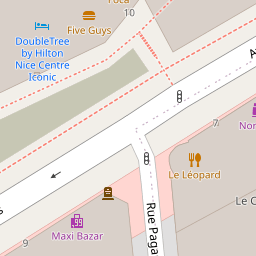 10
Five Guys
DoubleTree
by Hilton
Nice Centre
Iconic
7
Le Léopard
Rue Paga
Maxi Bazar
9